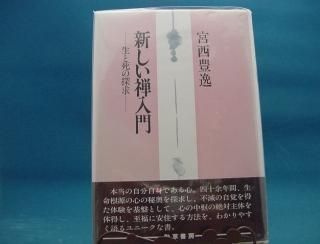 宮西豊逸
新しい禅入門
——生と死の探求——
本当の自分自身である心。四十余年間、生
命根源の心の秘奥を探求し、不滅の自覚を得
た体験を基盤として、心の中枢の絶対主体を
体得し、至福に安住する方法を、わかりやす
く語るユニークな書。
草書房